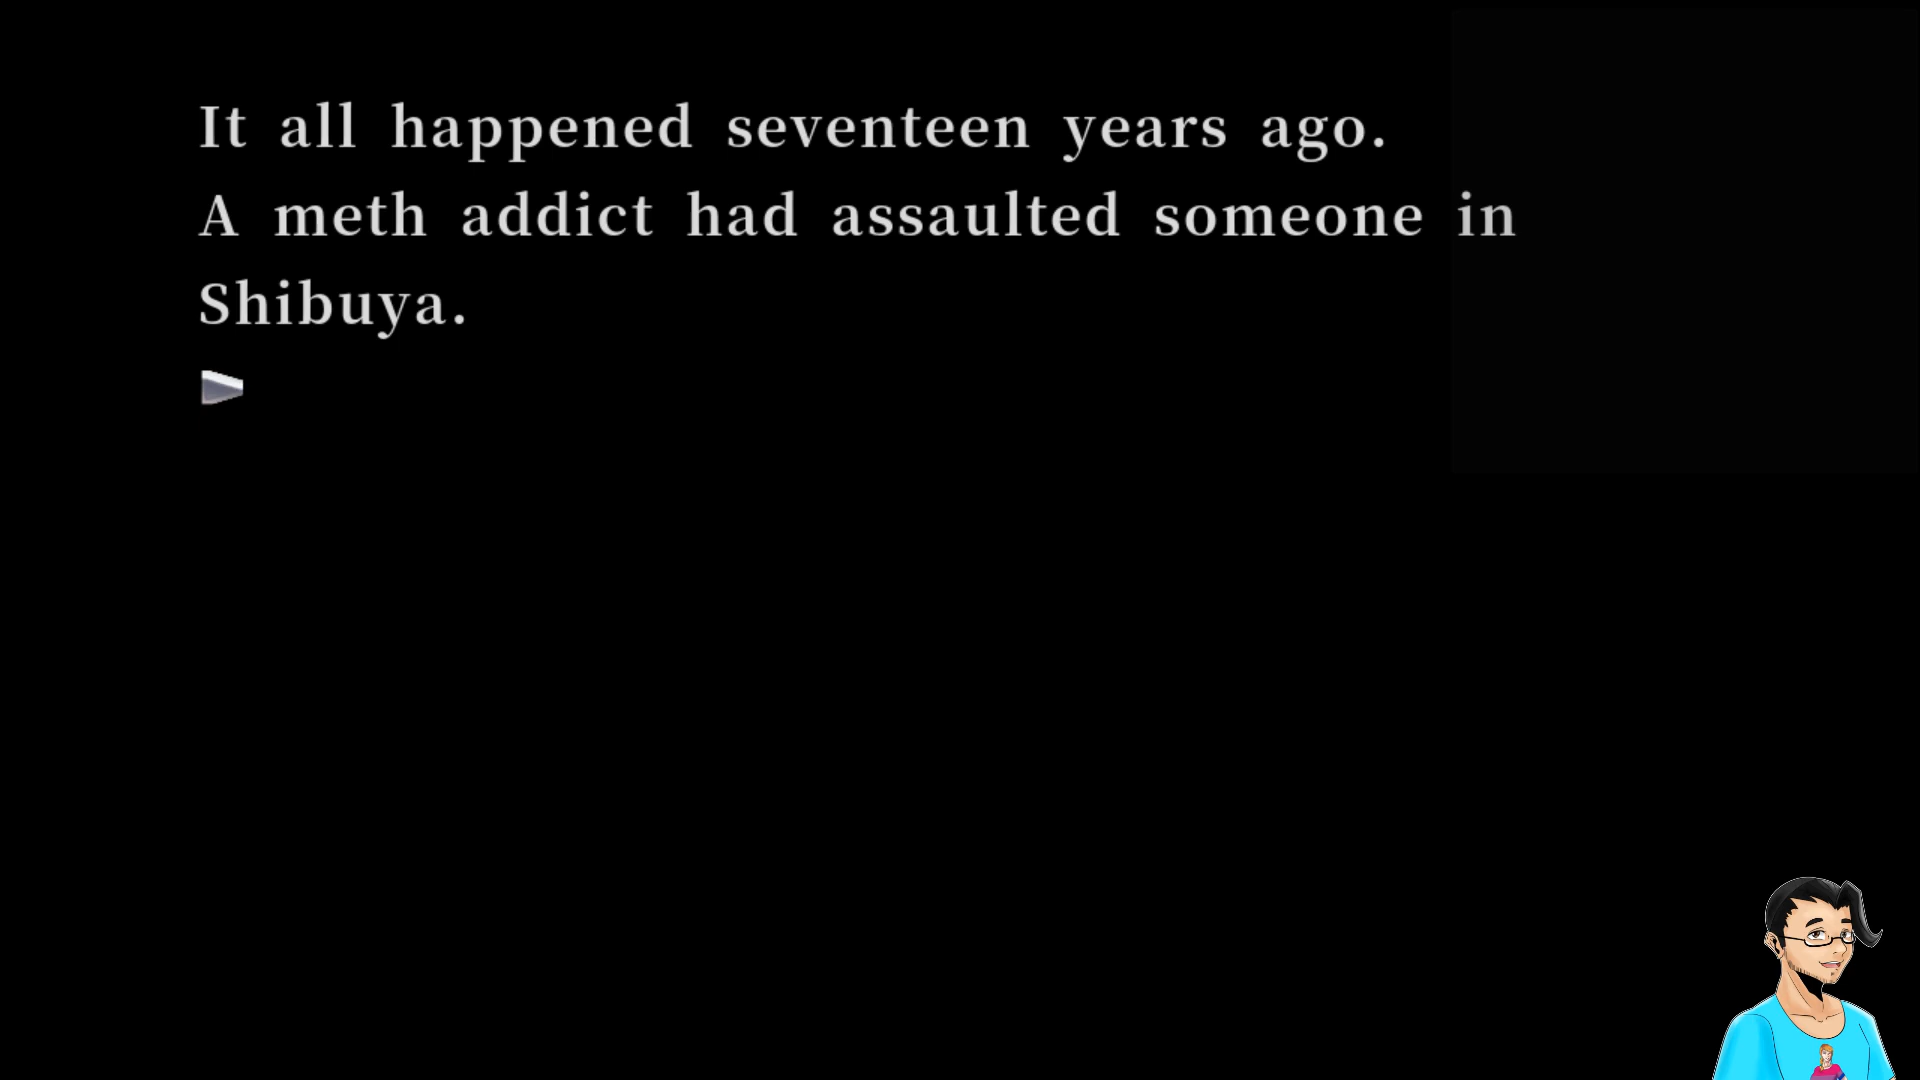 It all happened seventeen years ago.
A meth addict had assaulted someone in
Shibuya.